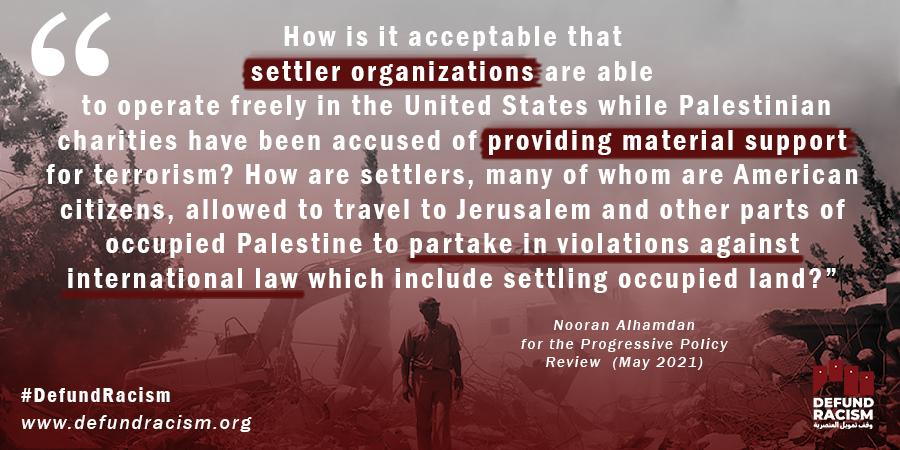 “
How is it acceptable that
settler organizations are able
to operate freely in the United States while Palestinian
charities have been accused of providing material support
for terrorism? How are settlers, many of whom are American
citizens, allowed to travel to Jerusalem and other parts of
occupied Palestine to partake in violations against
international law which include settling occupied land?”
Nooran Alhamdan
for the Progressive Policy
Review (May 2021)
#DefundRacism
www.defundracism.org
DEFUND
RACISM
وقف تمويل العنصرية